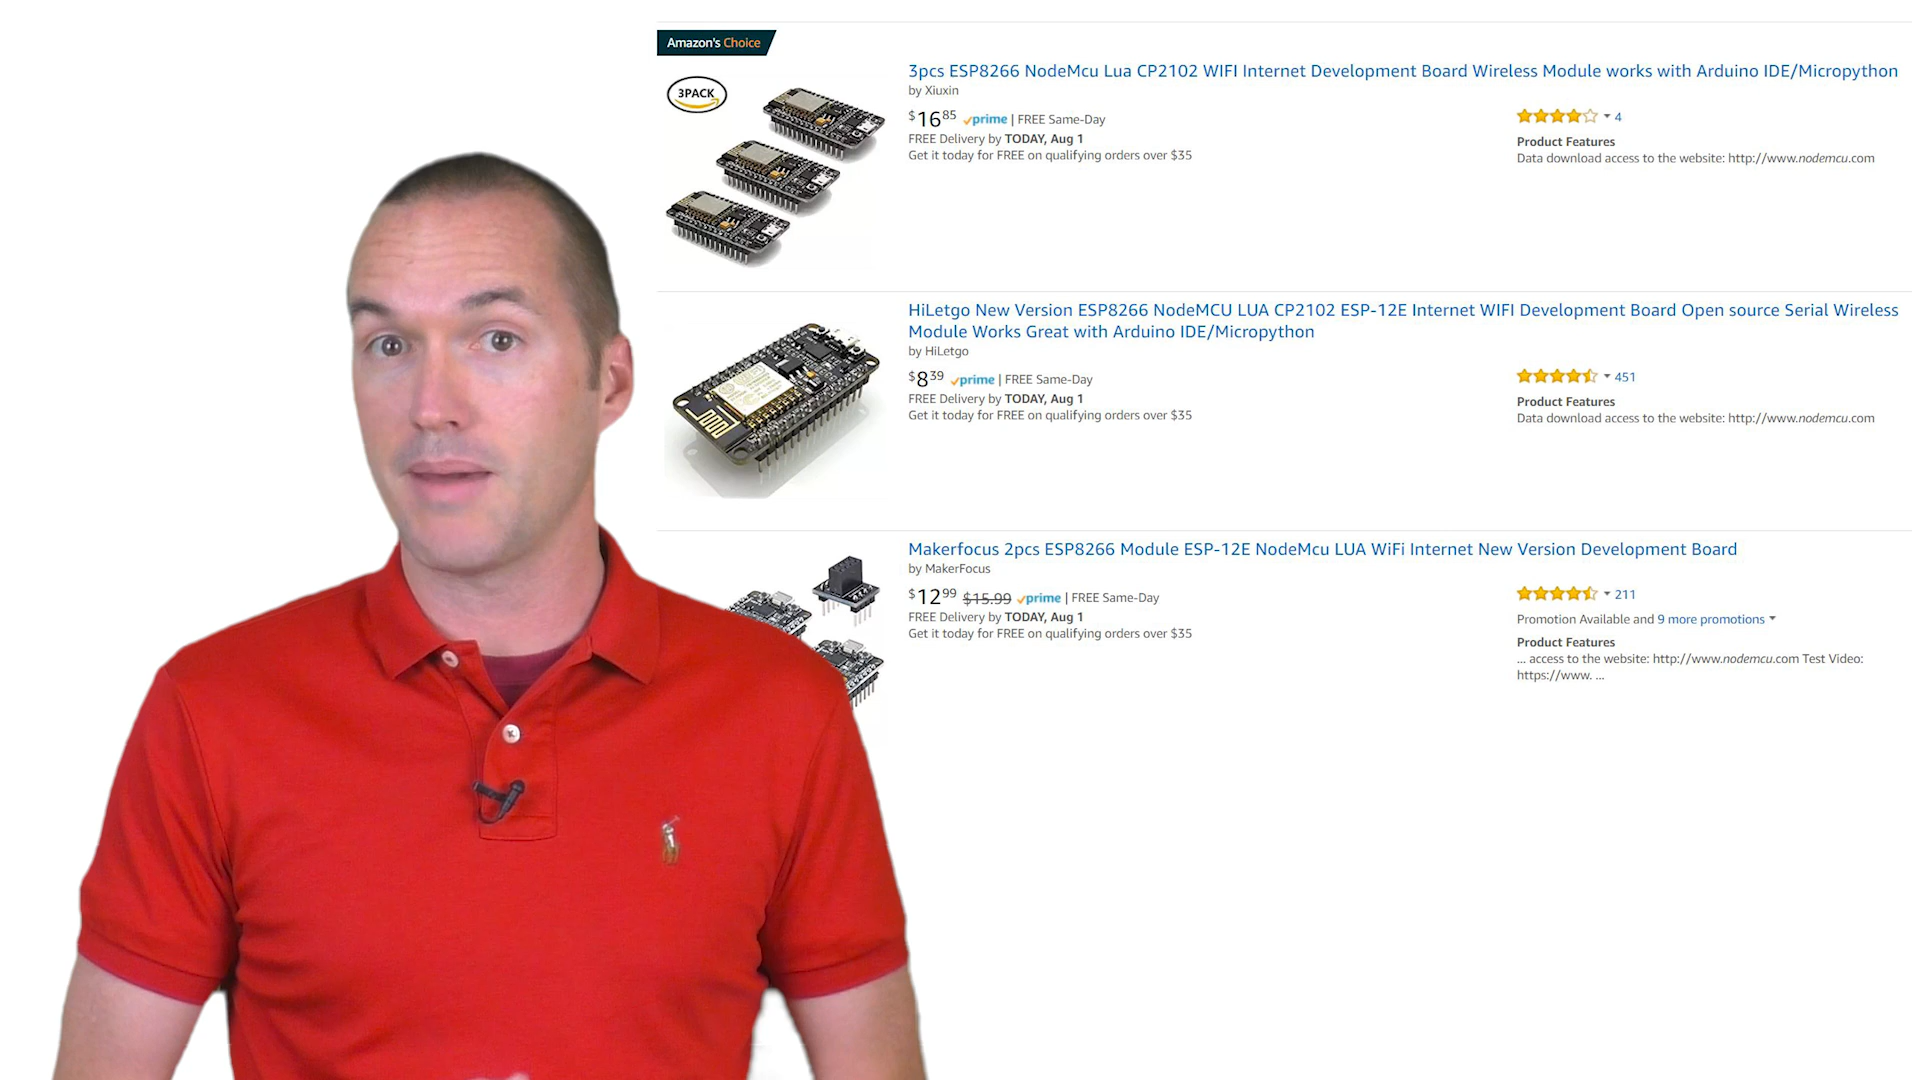 Amazon's Choice
3PACK
3pcs ESP8266 NodeMcu Lua CP2102 WIFI Internet Development Board Wireless Module works with Arduino IDE/Micropython
by Xiuxin
$16 85 prime | FREE Same-Day
FREE Delivery by TODAY, Aug 1
Get it today for FREE on qualifying orders over $35
4
Product Features
Data download access to the website: http://www.nodemcu.com
HiLetgo New Version ESP8266 NodeMCU LUA CP2102 ESP-12E Internet WIFI Development Board Open source Serial Wireless
Module Works Great with Arduino IDE/Micropython
by HiLetgo
$8 39 prime | FREE Same-Day
FREE Delivery by TODAY, Aug 1
Get it today for FREE on qualifying orders over $35
451
Product Features
Data download access to the website: http://www.nodemcu.com
Makerfocus 2pcs ESP8266 Module ESP-12E NodeMcu LUA WiFi Internet New Version Development Board
by MakerFocus
$12 99 $15.99 prime | FREE Same-Day
FREE Delivery by TODAY, Aug 1
Get it today for FREE on qualifying orders over $35
211
Promotion Available and 9 more promotions
Product Features
... access to the website: http://www.nodemcu.com Test Video:
https://www. ...